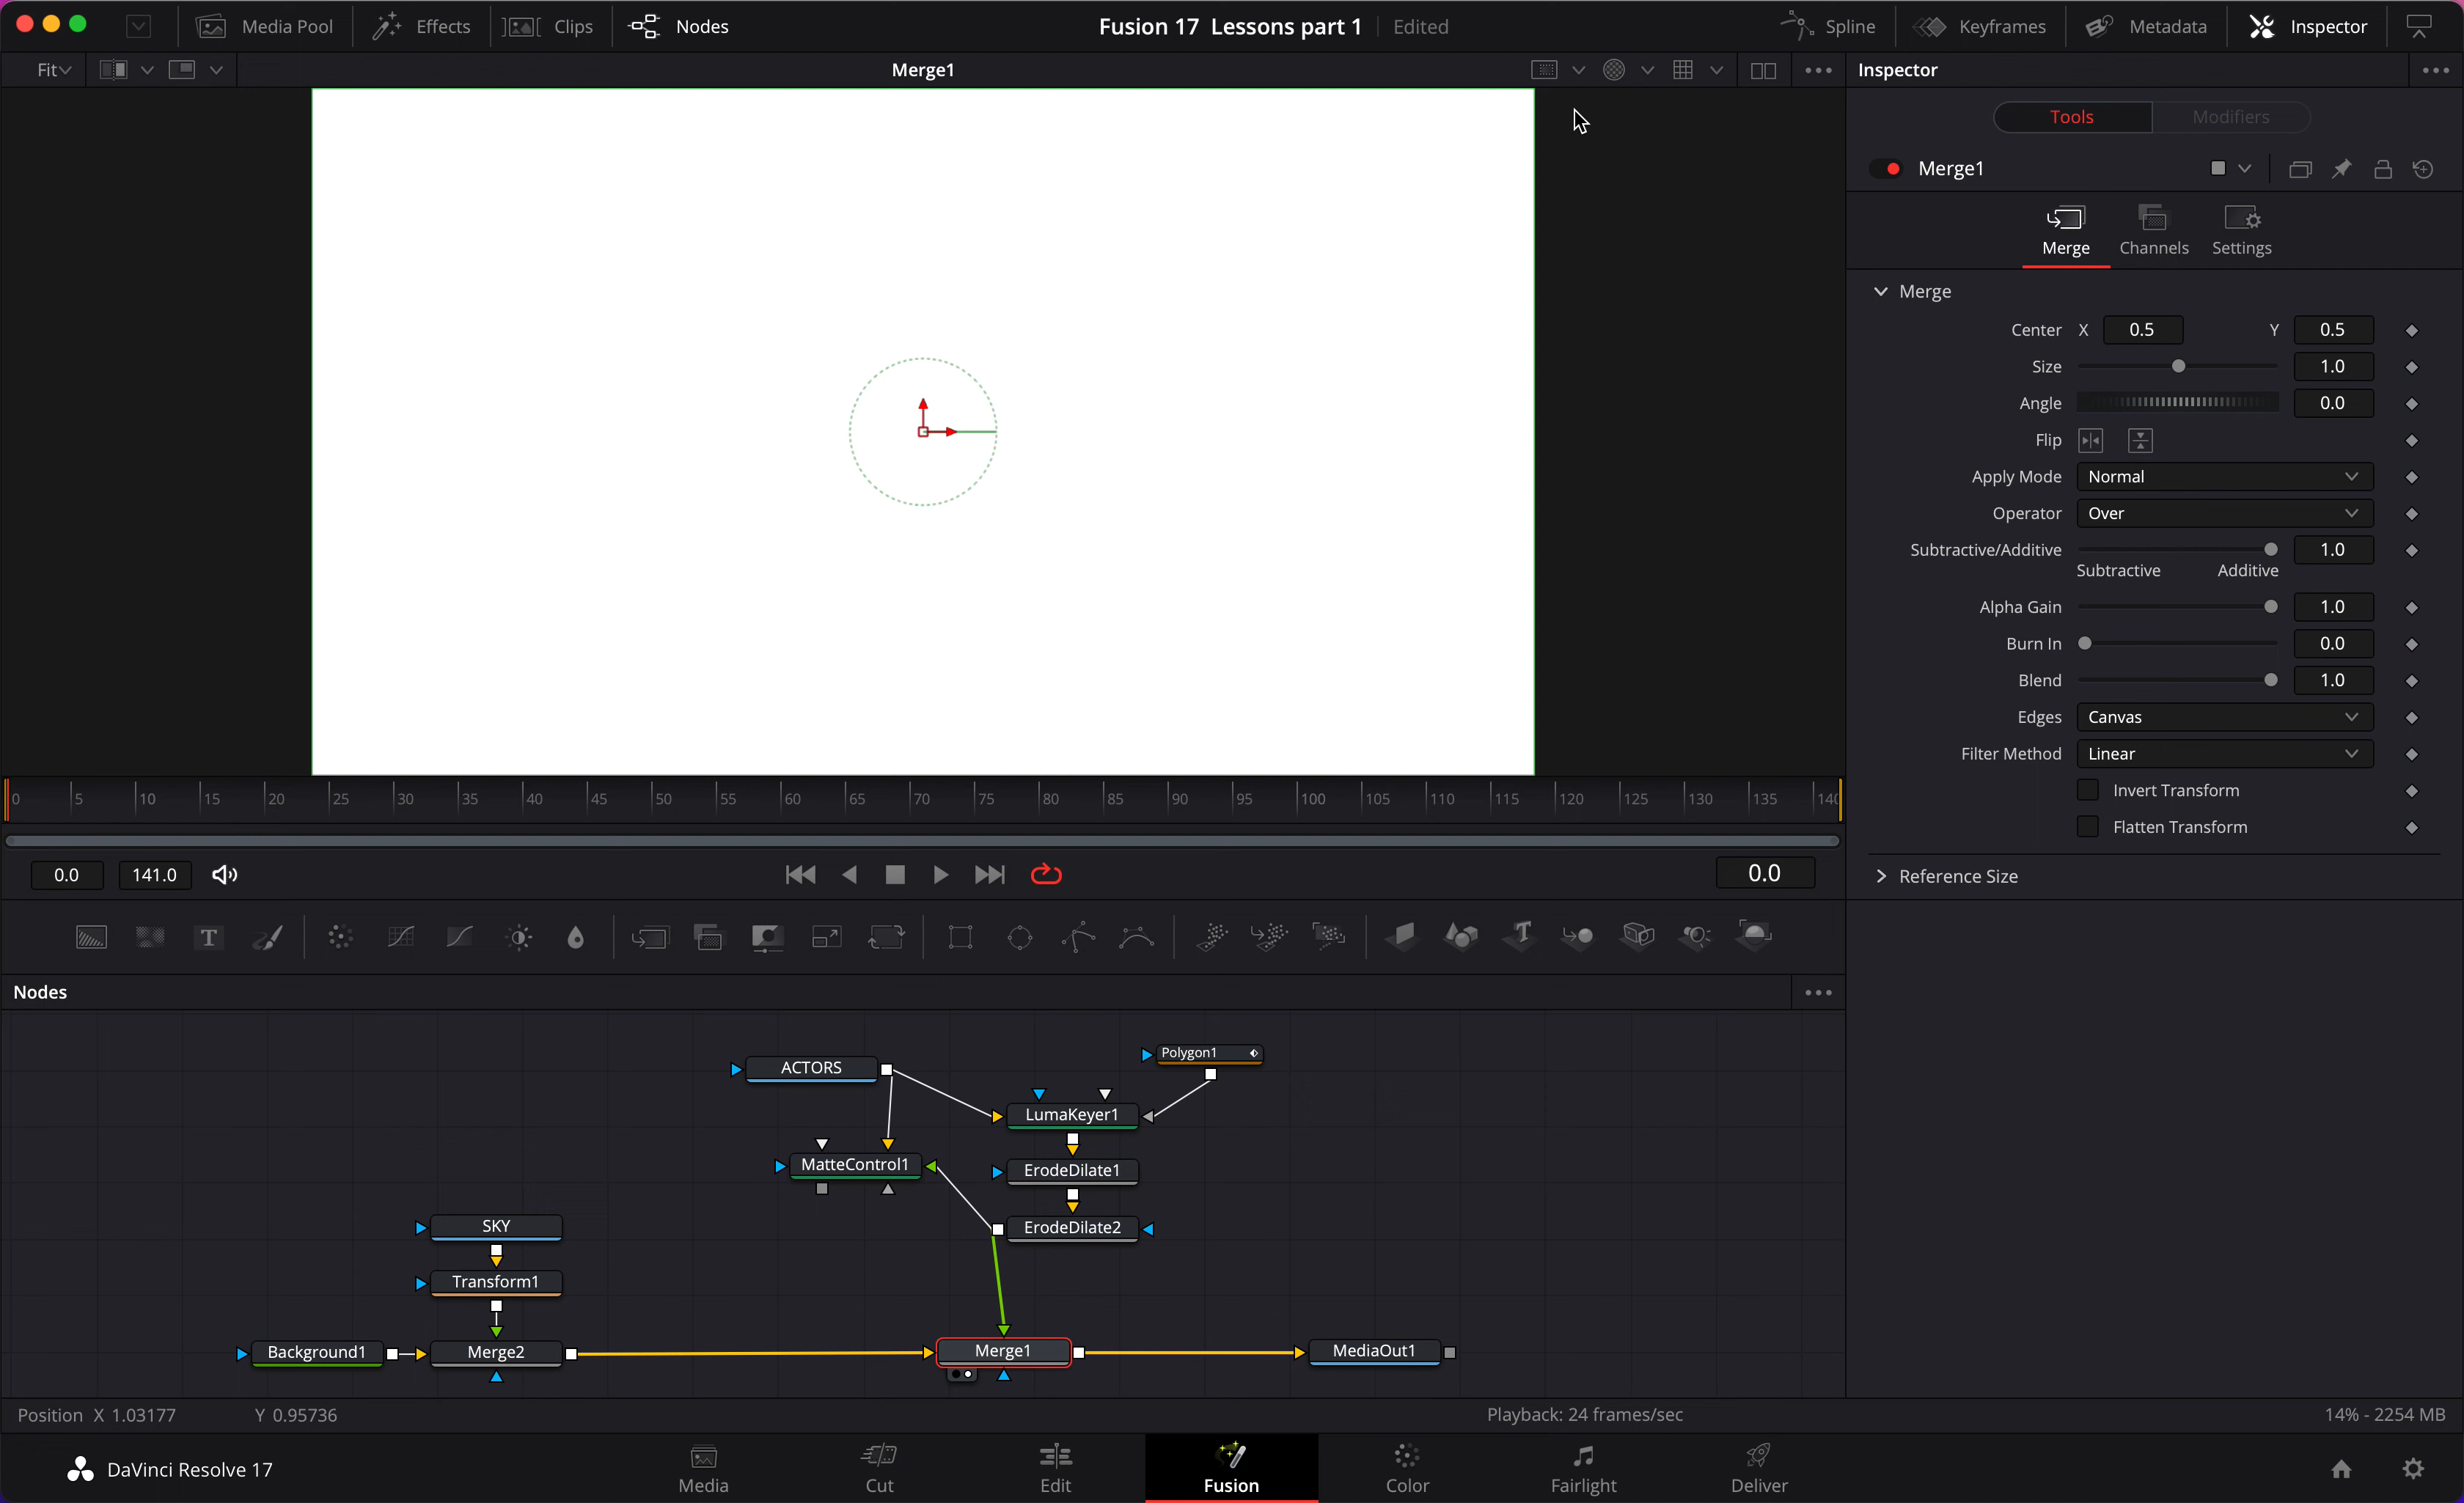 Media Pool Effects Clips Nodes Fusion 17 Lessons part 1 Edited Spline Keyframes Metadata Inspector
Fit Merge1 Inspector
Tools Modifiers
Merge1
Merge Channels Settings
Merge
Center X 0.5 Y 0.5
Size 1.0
Angle 0.0
Flip
Apply Mode Normal
Operator Over
Subtractive/Additive 1.0
Subtractive Additive
Alpha Gain 1.0
Burn In 0.0
Blend 1.0
Edges Canvas
Filter Method Linear
Invert Transform
Flatten Transform
Reference Size
0 5 10 15 20 25 30 35 40 45 50 55 60 65 70 75 80 85 90 95 100 105 110 115 120 125 130 135 140
0.0 141.0 0.0
T
Nodes
ACTORS
Polygon1
LumaKeyer1
MatteControl1
ErodeDilate1
ErodeDilate2
SKY
Transform1
Background1 Merge2 Merge1 MediaOut1
Position X 1.03177 Y 0.95736 Playback: 24 frames/sec 14% - 2254 MB
DaVinci Resolve 17 Media Cut Edit Fusion Color Fairlight Deliver